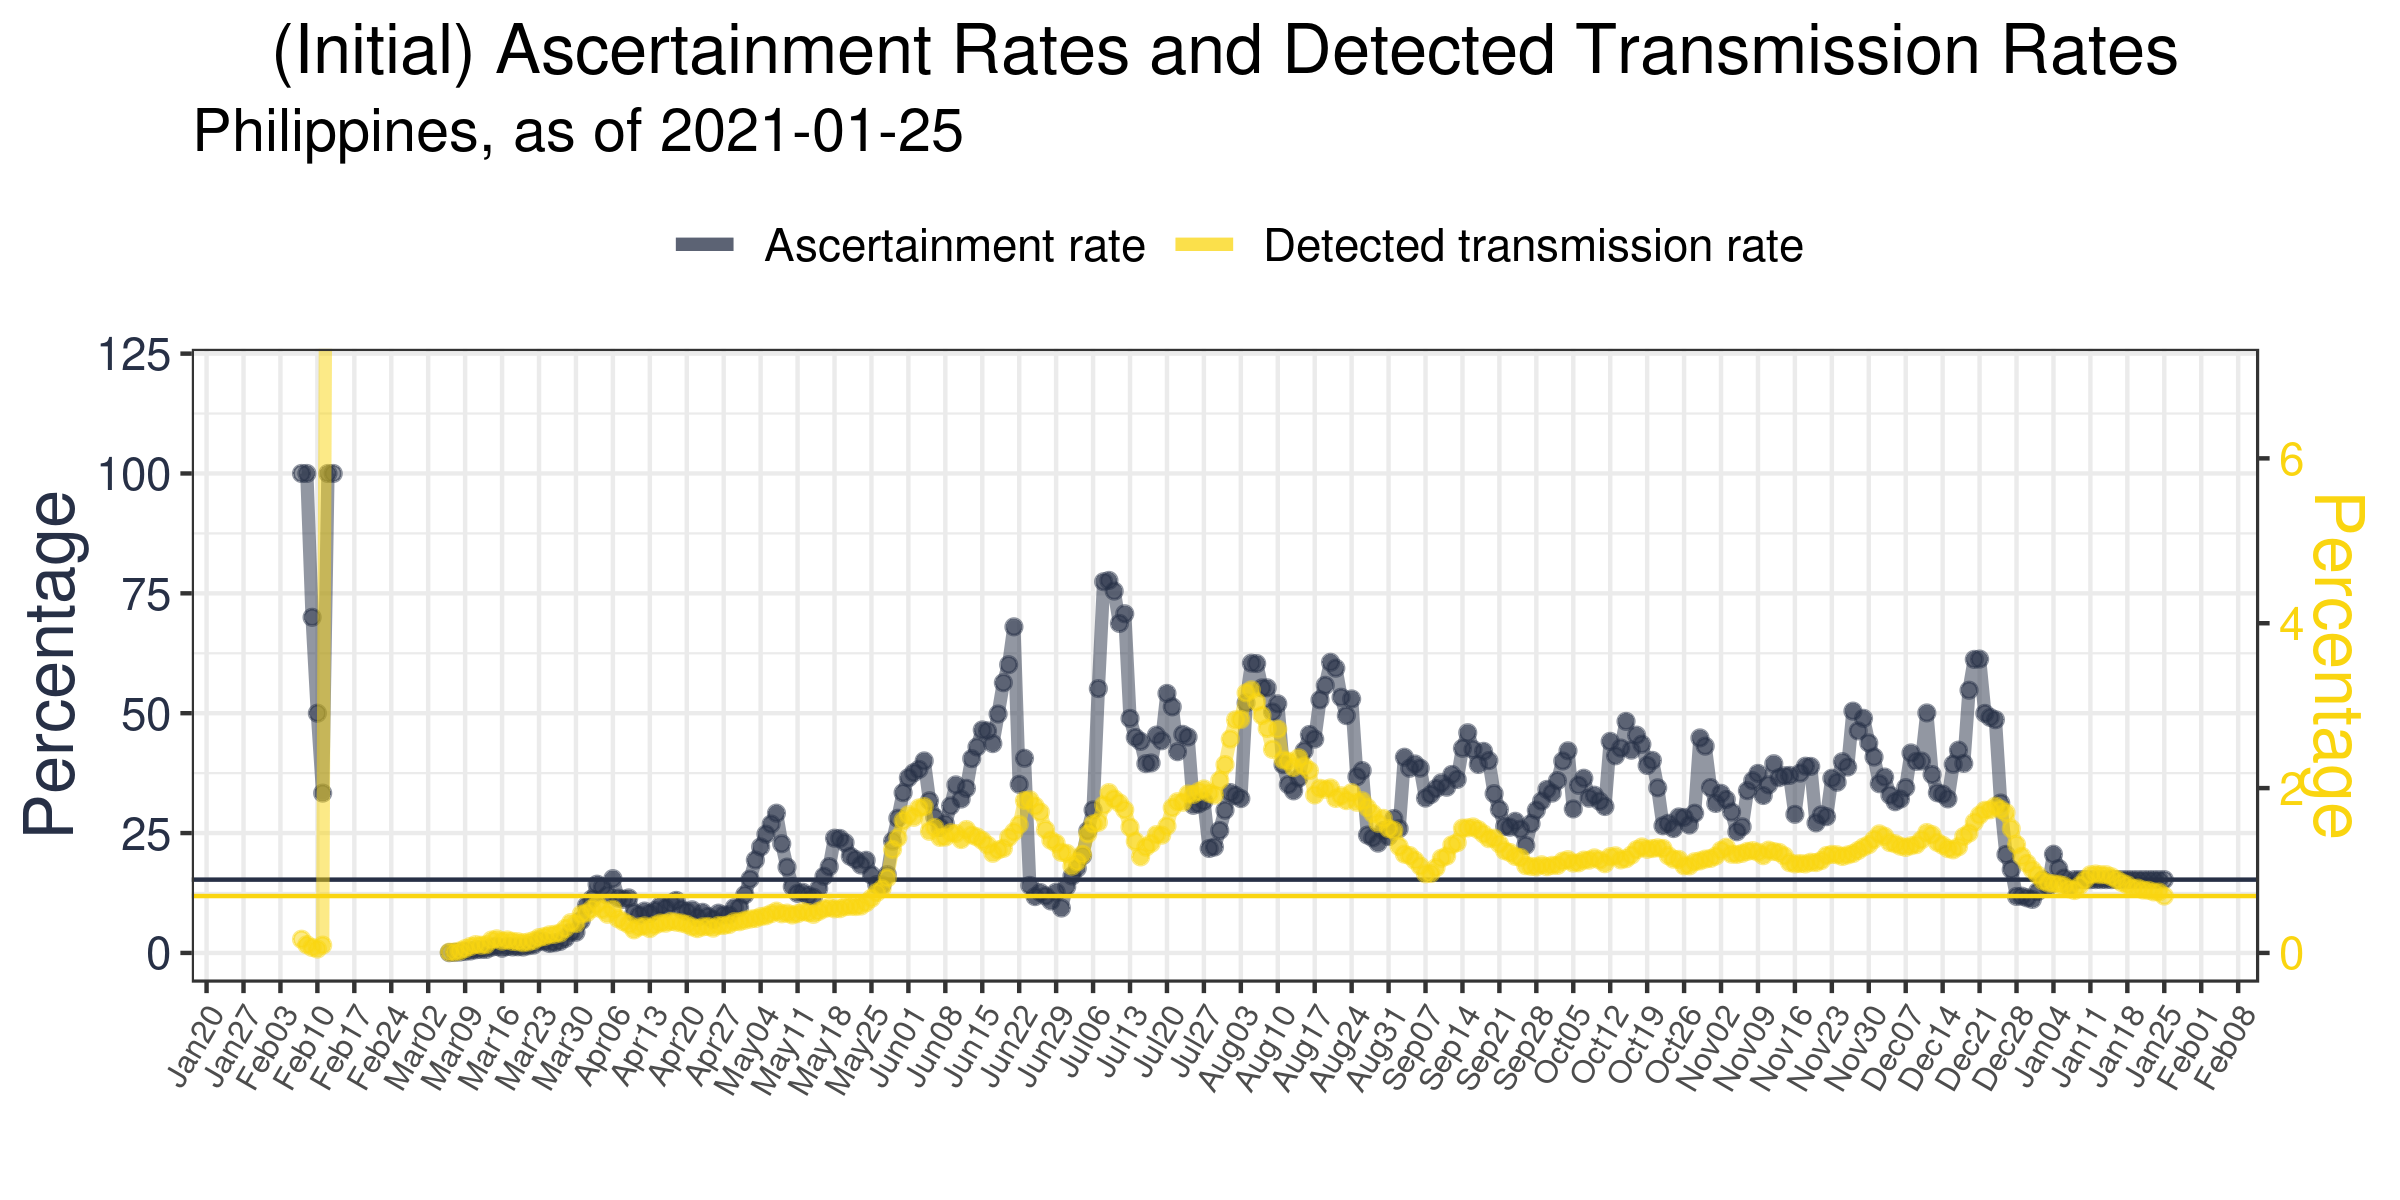 (Initial) Ascertainment Rates and Detected Transmission Rates
Philippines, as of 2021-01-25
Ascertainment rate
Detected transmission rate
Percentage
125
100
75
50
25
0
6
4
2
0
Percentage
Jan20
Jan27
Feb03
Feb10
Feb17
Feb24
Mar02
Mar09
Mar16
Mar23
Mar30
Apr06
Apr13
Apr20
Apr27
May04
May11
May18
May25
Jun01
Jun08
Jun15
Jun22
Jun29
Jul06
Jul13
Jul20
Jul27
Aug03
Aug10
Aug17
Aug24
Aug31
Sep07
Sep14
Sep21
Sep28
Oct05
Oct12
Oct19
Oct26
Nov02
Nov09
Nov16
Nov23
Nov30
Dec07
Dec14
Dec21
Dec28
Jan04
Jan11
Jan18
Jan25
Feb01
Feb08